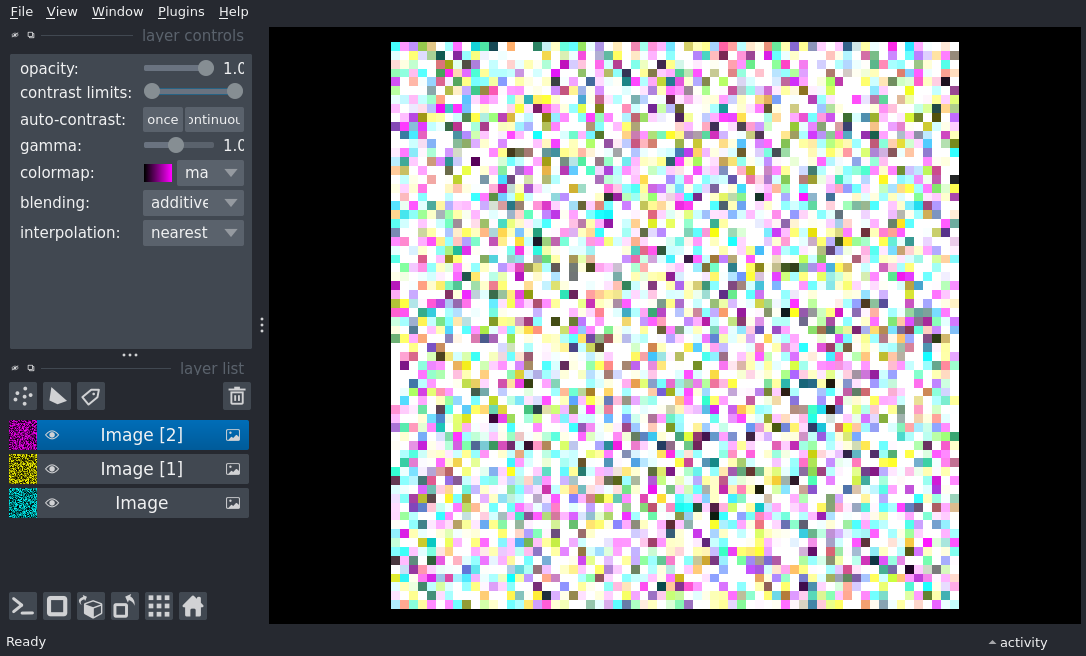 File View Window Plugins Help
layer controls
opacity: 1.0
contrast limits:
auto-contrast: once ontinuou
gamma: 1.0
colormap: ma
blending: additive
interpolation: nearest
layer list
Image [2]
Image [1]
Image
Ready activity